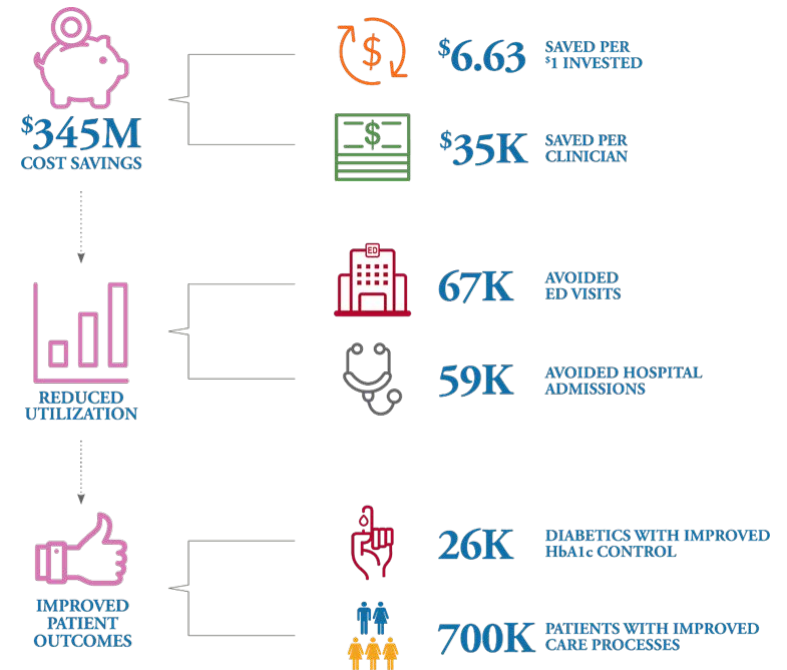 $6.63
SAVED PER
$1 INVESTED
$
$345M
COST SAVINGS
$
$35K
SAVED PER
CLINICIAN
ED
67K
AVOIDED
ED VISITS
REDUCED
UTILIZATION
59K
AVOIDED HOSPITAL
ADMISSIONS
26K
DIABETICS WITH IMPROVED
HbA1c CONTROL
IMPROVED
PATIENT
OUTCOMES
700K
PATIENTS WITH IMPROVED
CARE PROCESSES